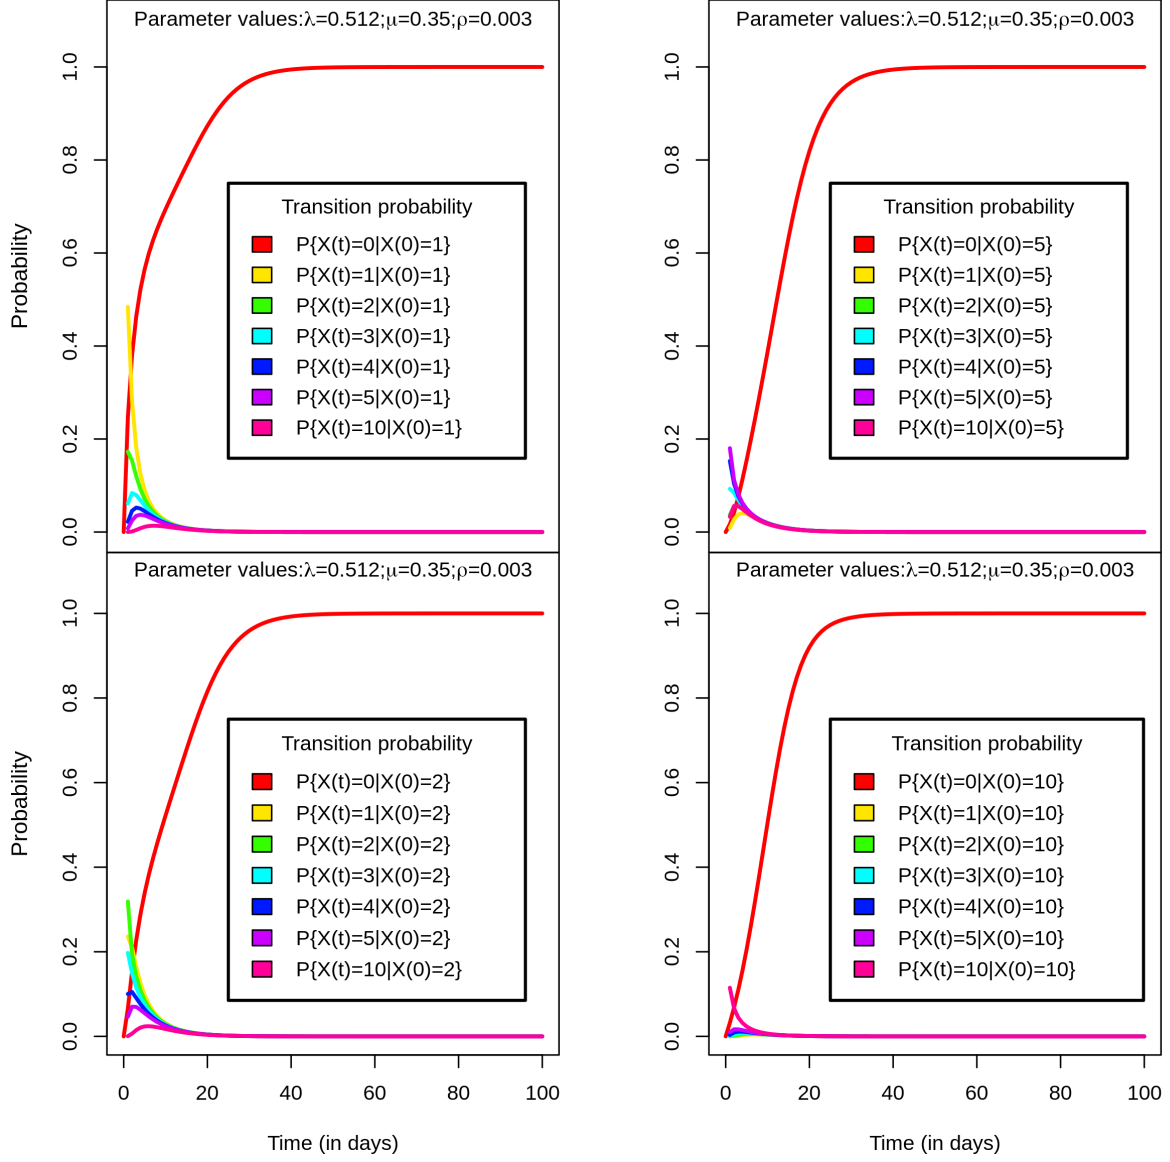 Parameter values:λ=0.512;μ=0.35;ρ=0.003
Probability
0.0 0.2 0.4 0.6 0.8 1.0
Transition probability
P{X(t)=0|X(0)=1}
P{X(t)=1|X(0)=1}
P{X(t)=2|X(0)=1}
P{X(t)=3|X(0)=1}
P{X(t)=4|X(0)=1}
P{X(t)=5|X(0)=1}
P{X(t)=10|X(0)=1}
Parameter values:λ=0.512;μ=0.35;ρ=0.003
0.0 0.2 0.4 0.6 0.8 1.0
Transition probability
P{X(t)=0|X(0)=5}
P{X(t)=1|X(0)=5}
P{X(t)=2|X(0)=5}
P{X(t)=3|X(0)=5}
P{X(t)=4|X(0)=5}
P{X(t)=5|X(0)=5}
P{X(t)=10|X(0)=5}
Parameter values:λ=0.512;μ=0.35;ρ=0.003
Probability
0.0 0.2 0.4 0.6 0.8 1.0
Transition probability
P{X(t)=0|X(0)=2}
P{X(t)=1|X(0)=2}
P{X(t)=2|X(0)=2}
P{X(t)=3|X(0)=2}
P{X(t)=4|X(0)=2}
P{X(t)=5|X(0)=2}
P{X(t)=10|X(0)=2}
0 20 40 60 80 100
Time (in days)
Parameter values:λ=0.512;μ=0.35;ρ=0.003
0.0 0.2 0.4 0.6 0.8 1.0
Transition probability
P{X(t)=0|X(0)=10}
P{X(t)=1|X(0)=10}
P{X(t)=2|X(0)=10}
P{X(t)=3|X(0)=10}
P{X(t)=4|X(0)=10}
P{X(t)=5|X(0)=10}
P{X(t)=10|X(0)=10}
0 20 40 60 80 100
Time (in days)